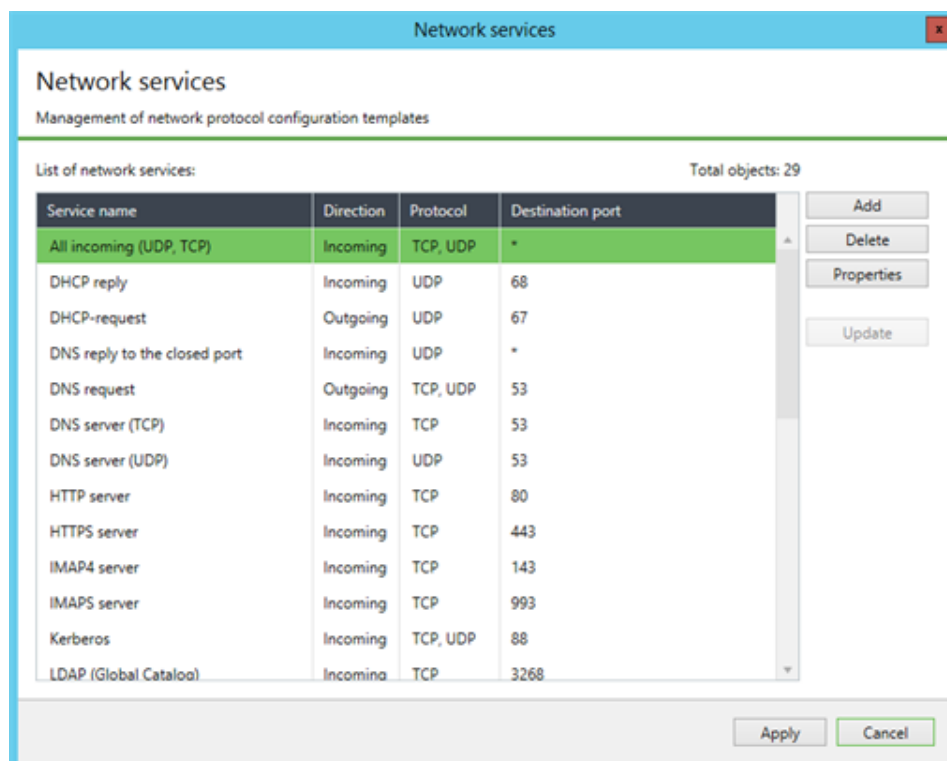 Network services
x
Network services
Management of network protocol configuration templates
List of network services: Total objects: 29
Service name Direction Protocol Destination port
All incoming (UDP, TCP) Incoming TCP, UDP *
DHCP reply Incoming UDP 68
DHCP-request Outgoing UDP 67
DNS reply to the closed port Incoming UDP *
DNS request Outgoing TCP, UDP 53
DNS server (TCP) Incoming TCP 53
DNS server (UDP) Incoming UDP 53
HTTP server Incoming TCP 80
HTTPS server Incoming TCP 443
IMAP4 server Incoming TCP 143
IMAPS server Incoming TCP 993
Kerberos Incoming TCP, UDP 88
LDAP (Global Catalog) Incoming TCP 3268
Add
Delete
Properties
Update
Apply Cancel